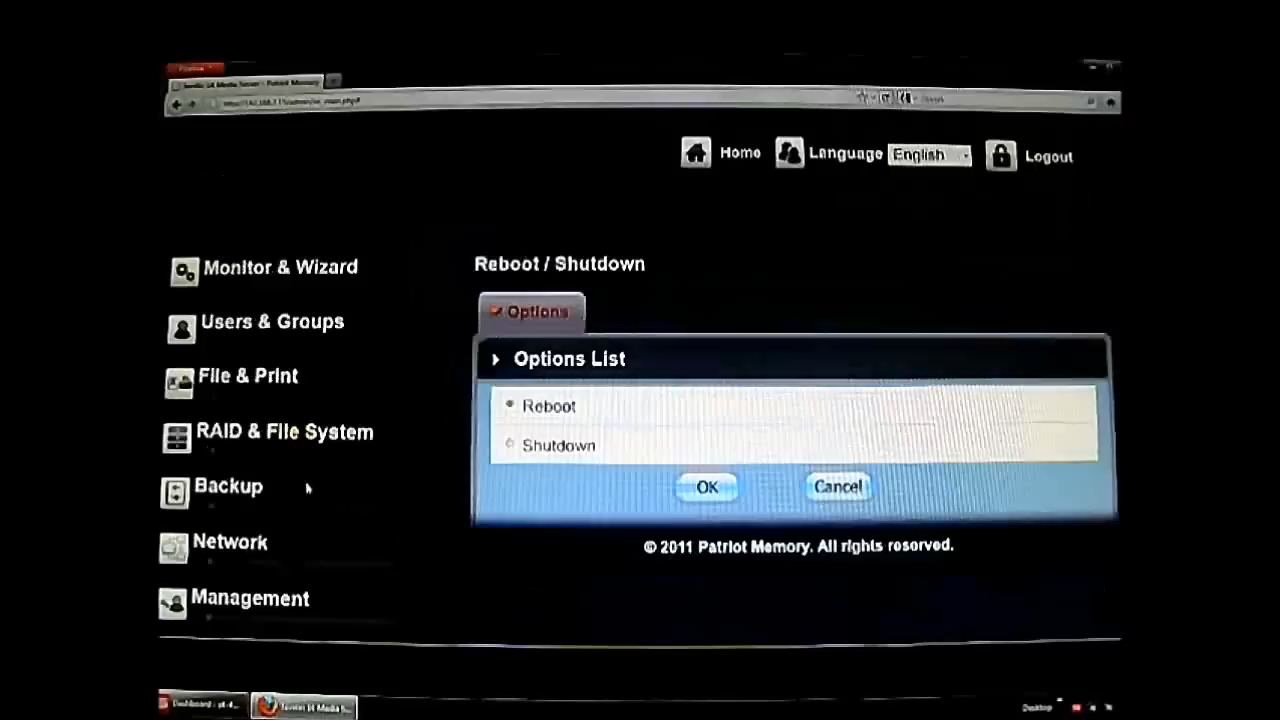 Home
Language
English
Logout
Monitor & Wizard
Users & Groups
File & Print
RAID & File System
Backup
Network
Management
Reboot / Shutdown
Options
Options List
Reboot
Shutdown
OK
Cancel
© 2011 Patriot Memory. All rights reserved.
Desktop